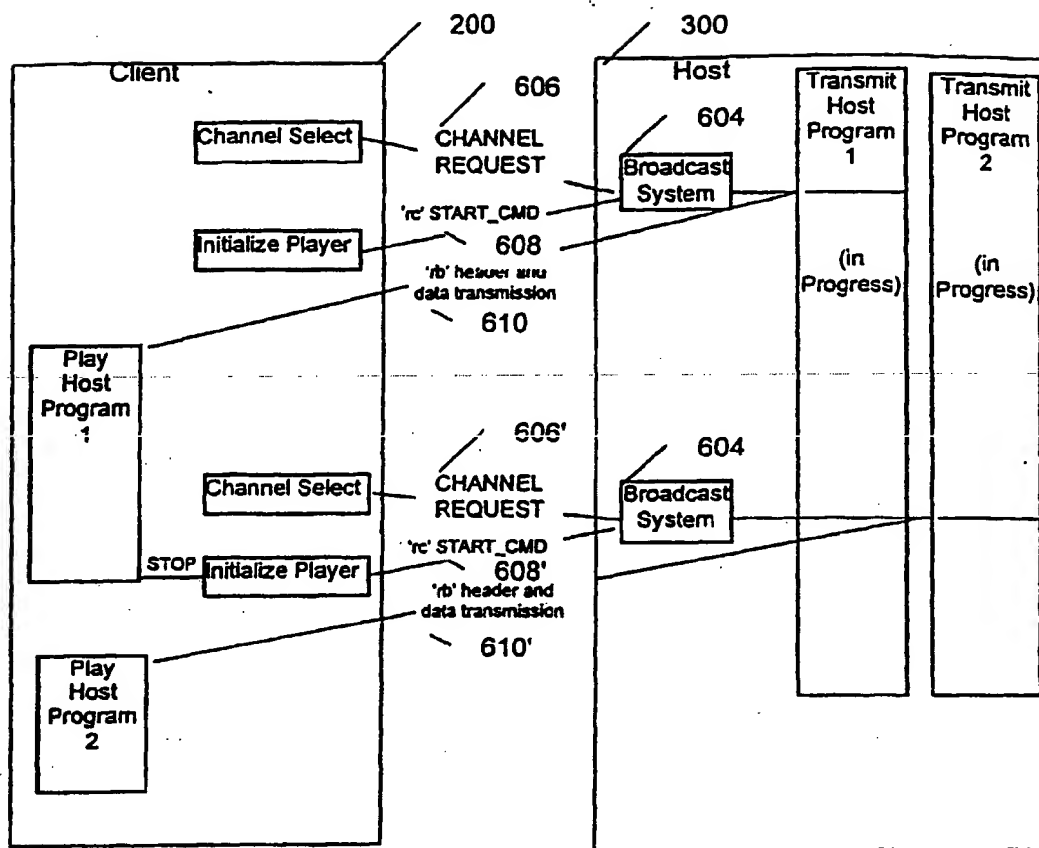 200
300
Client
Host
606
604
Channel Select
CHANNEL
REQUEST
Broadcast
System
Transmit
Host
Program
1
Transmit
Host
Program
2
'rc' START_CMD
Initialize Player
608
'rb' header and
data transmission
610
(in
Progress)
(in
Progress)
Play
Host
Program
1
606'
604
Channel Select
CHANNEL
REQUEST
Broadcast
System
'rc' START_CMD
STOP
Initialize Player
608'
'rb' header and
data transmission
610'
Play
Host
Program
2